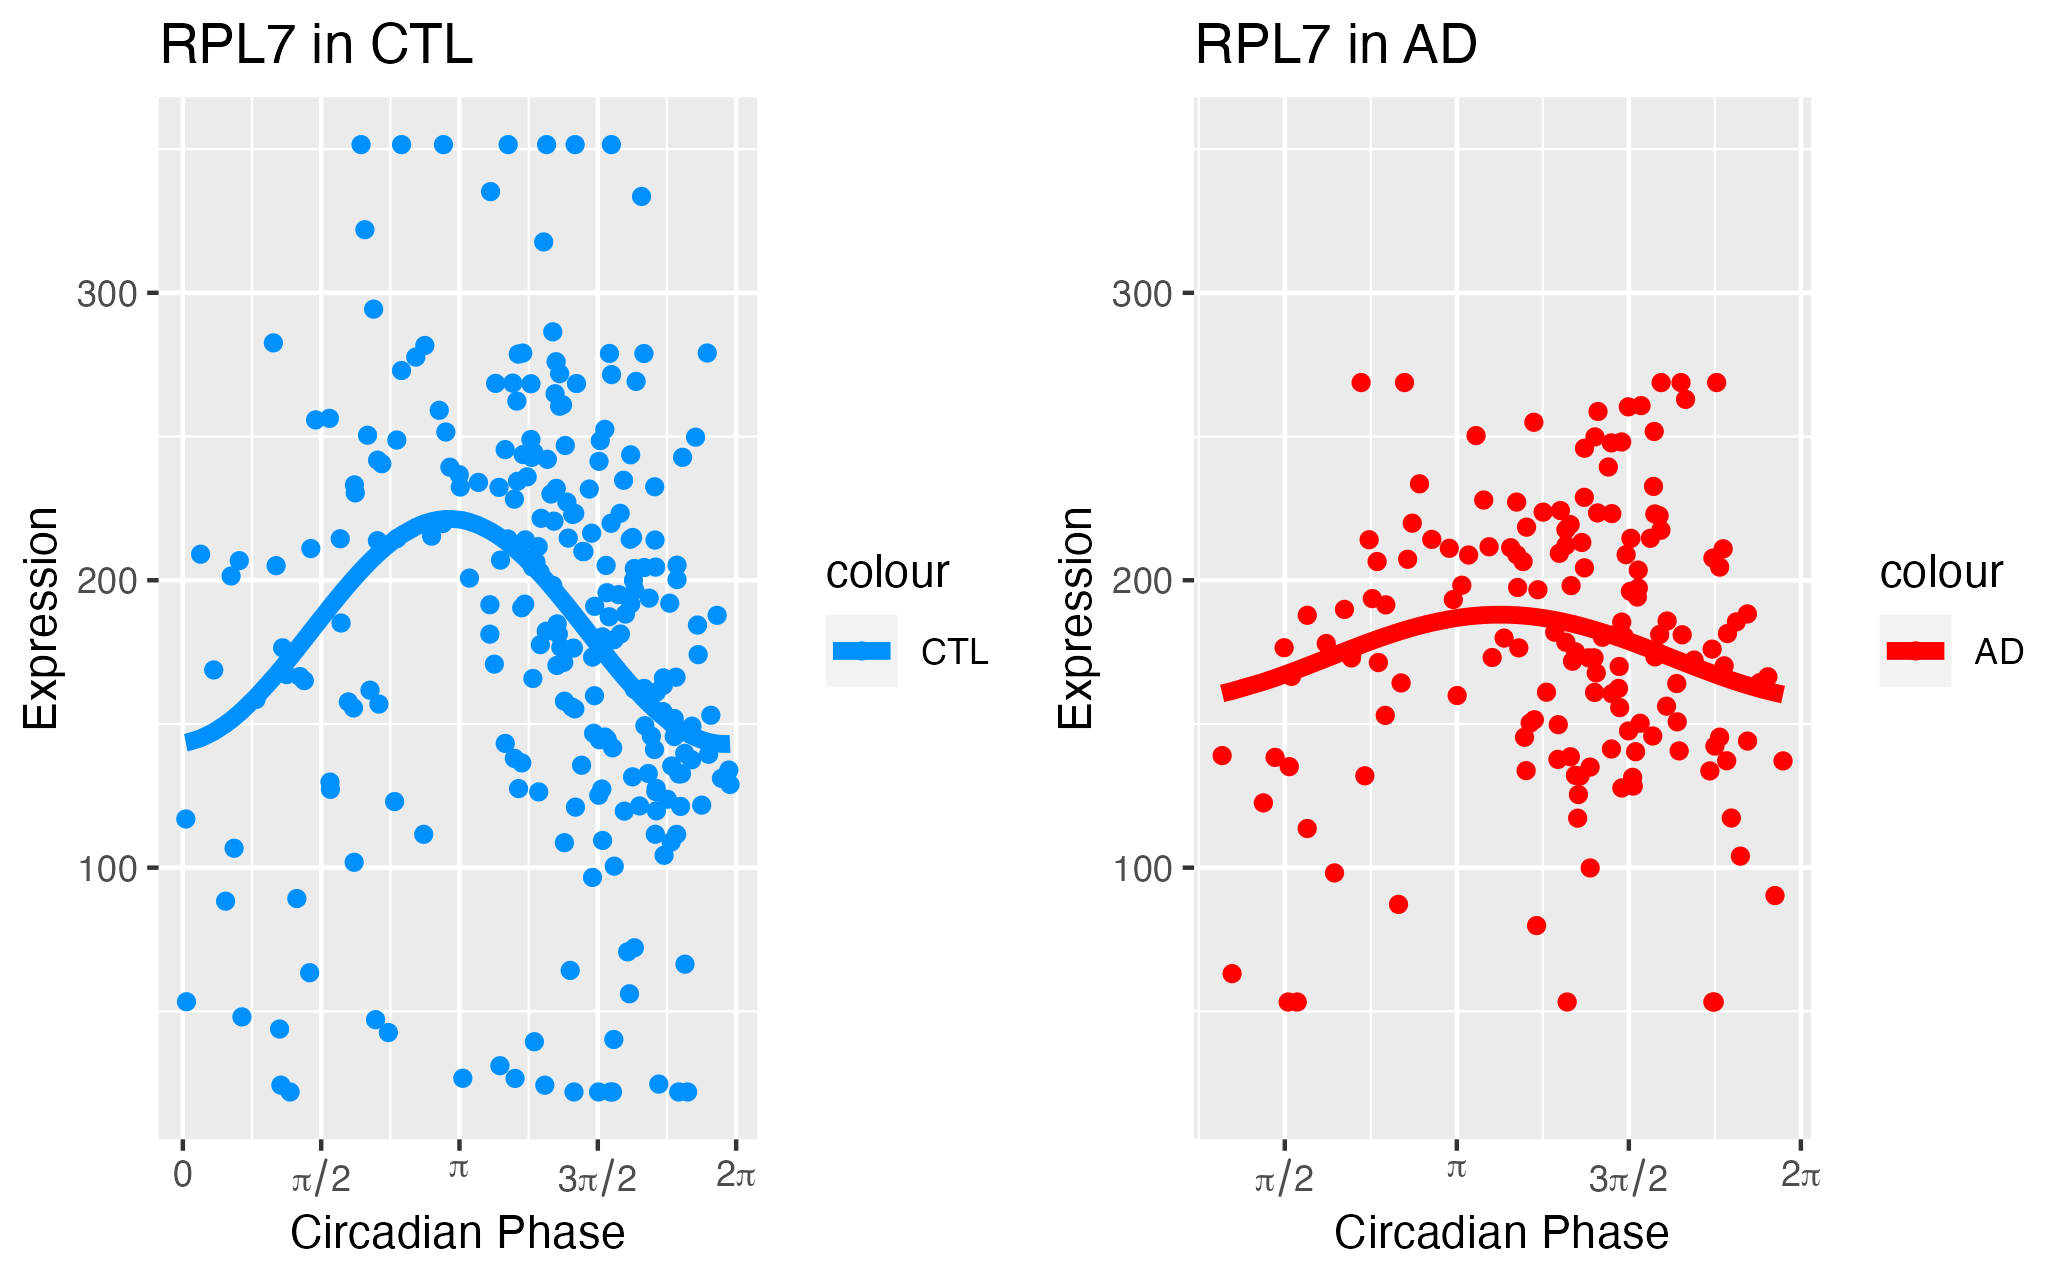 RPL7 in CTL
Expression
300
200
100
0
π/2
π
3π/2
2π
Circadian Phase
colour
CTL
RPL7 in AD
Expression
300
200
100
π/2
π
3π/2
2π
Circadian Phase
colour
AD